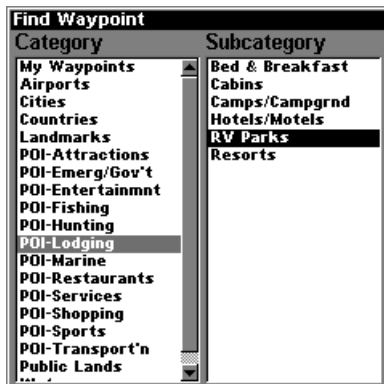 Find Waypoint
Category
Subcategory
My Waypoints
Airports
Cities
Countries
Landmarks
POI-Attractions
POI-Emerg/Gov't
POI-Entertainmnt
POI-Fishing
POI-Hunting
POI-Lodging
POI-Marine
POI-Restaurants
POI-Services
POI-Shopping
POI-Sports
POI-Transport'n
Public Lands
Bed & Breakfast
Cabins
Camps/Campgrnd
Hotels/Motels
RV Parks
Resorts